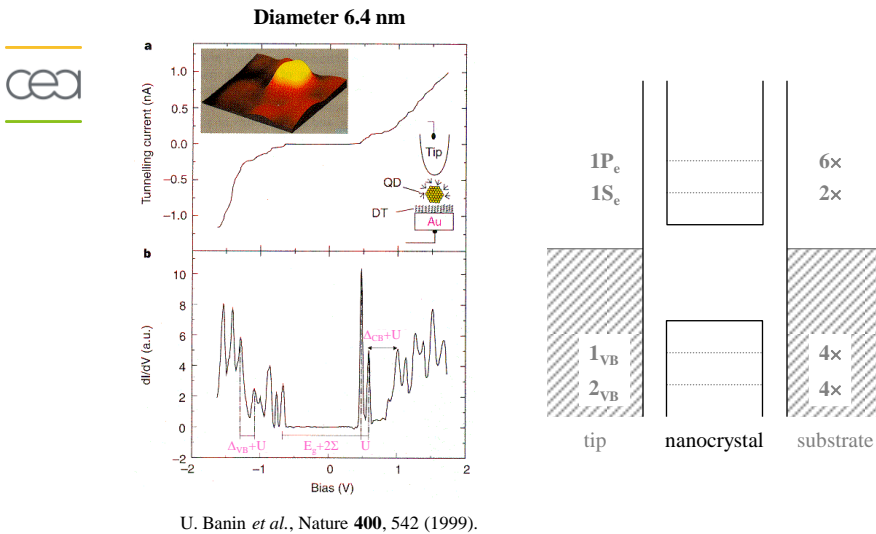 Diameter 6.4 nm
cea
a
Tunnelling current (nA)
1.0
0.5
0.0
−0.5
−1.0
Tip
QD
DT
Au
b
dI/dV (a.u.)
10
8
6
4
2
0
−2
Δ_CB+U
Δ_VB+U
E_g+2Σ
U
−2
−1
0
1
2
Bias (V)
1P_e
6×
1S_e
2×
1_VB
4×
2_VB
4×
tip
nanocrystal
substrate
U. Banin et al., Nature 400, 542 (1999).